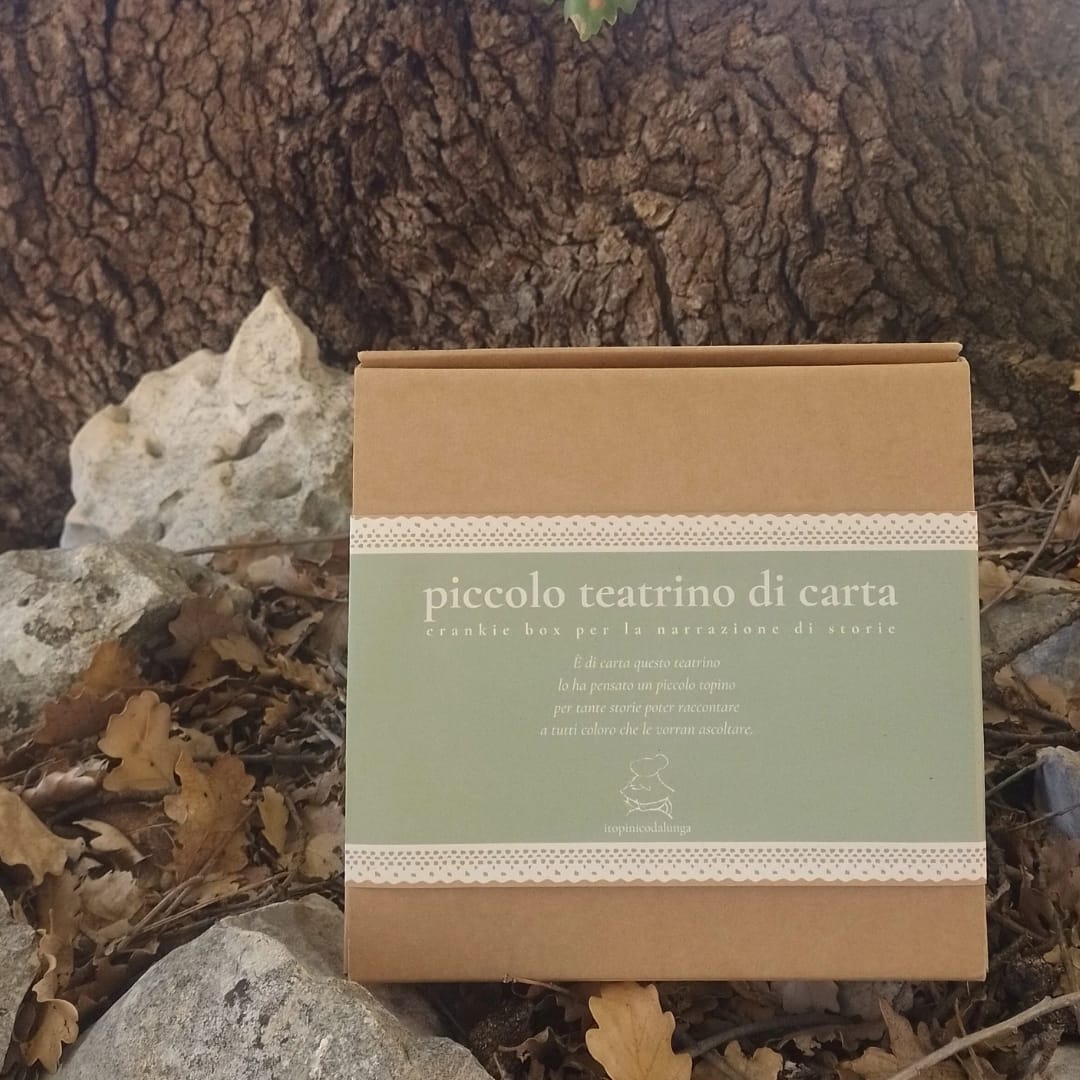 piccolo teatrino di carta
crankie box per la narrazione di storie
È di carta questo teatrino
lo ha pensato un piccolo topino
per tante storie poter raccontare
a tutti coloro che le vorran ascoltare.
itopinicodalunga